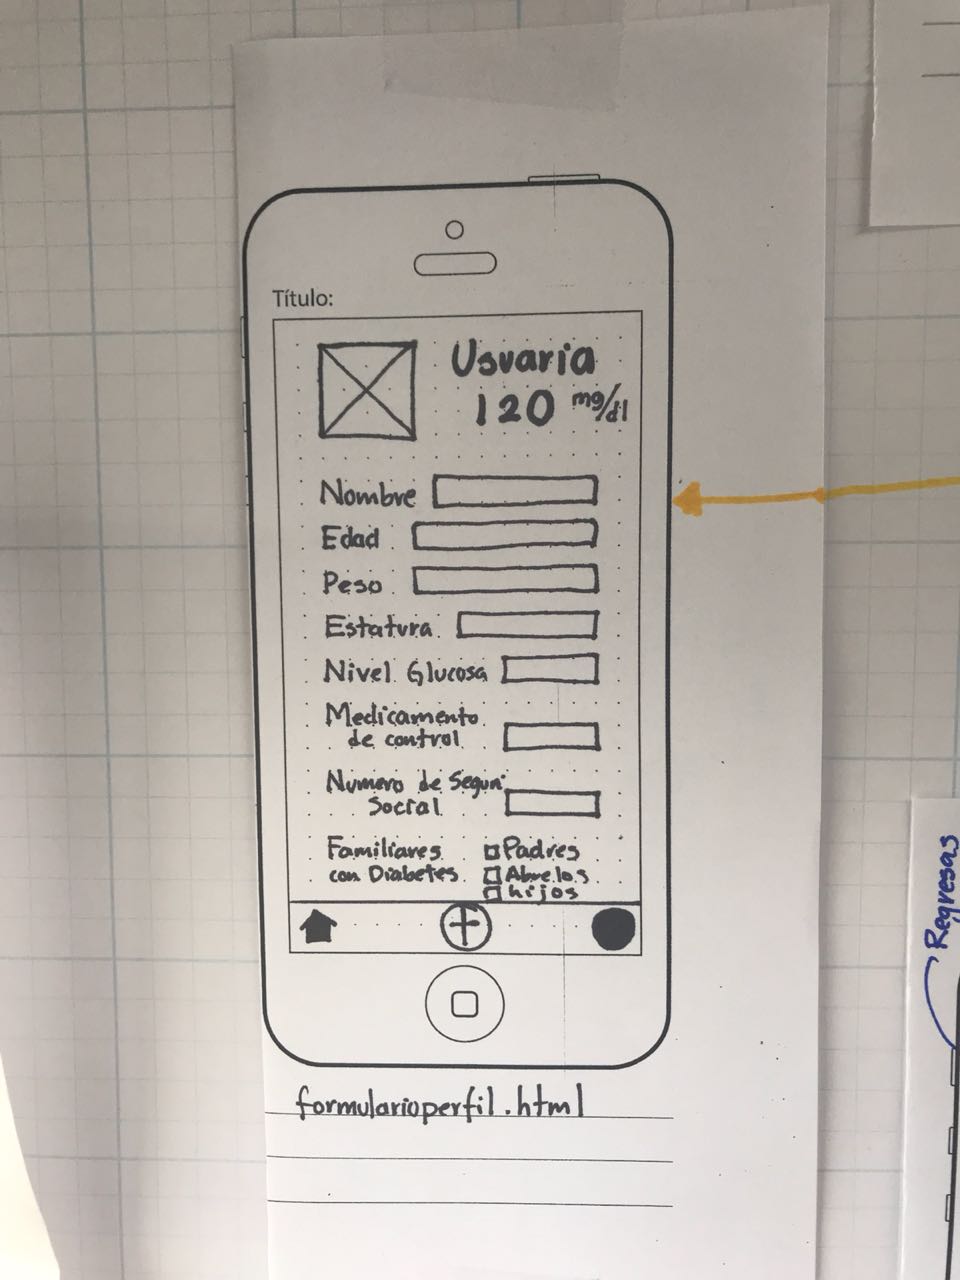 Título:
Usuaria
120 mg/dl
Nombre
Edad
Peso
Estatura
Nivel Glucosa
Medicamento
de control
Numero de Seguri
Social
Familiares
con Diabetes
Padres
Abuelos
hijos
formularioperfil.html
Regresas